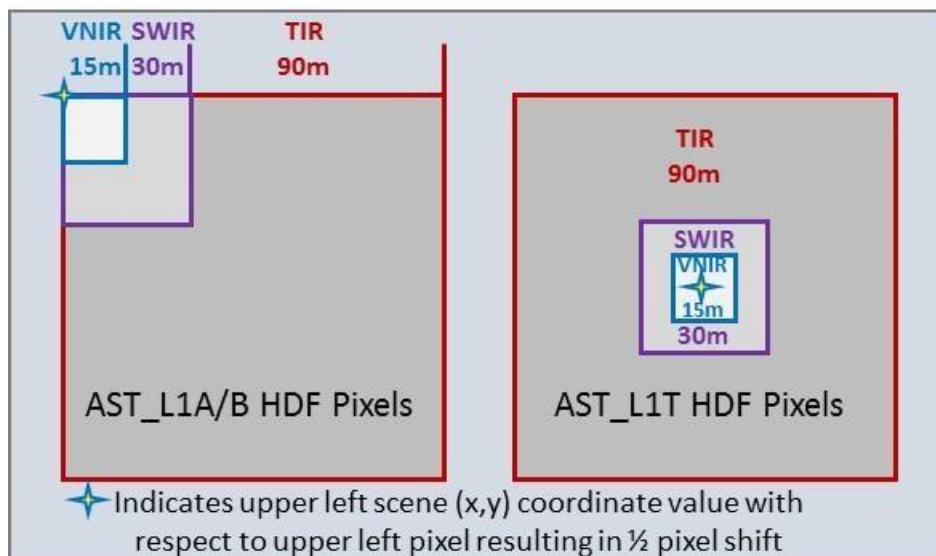 VNIR SWIR TIR
15m 30m 90m
TIR
90m
SWIR
VNIR
15m
30m
AST_L1A/B HDF Pixels
AST_L1T HDF Pixels
Indicates upper left scene (x,y) coordinate value with
respect to upper left pixel resulting in ½ pixel shift